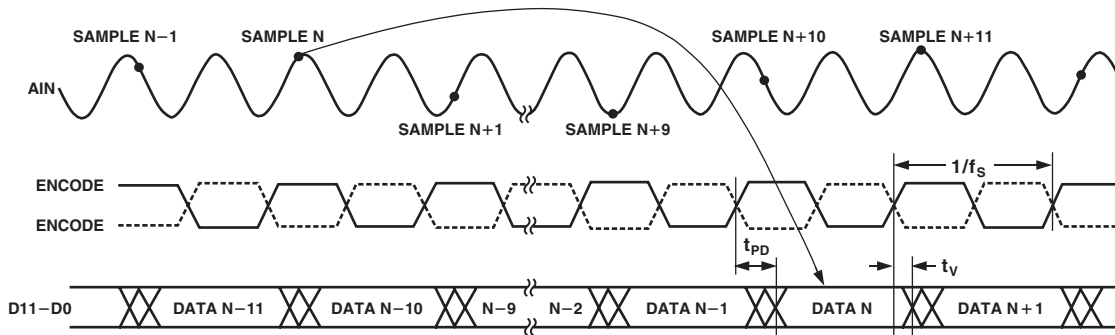 SAMPLE N–1 SAMPLE N SAMPLE N+10 SAMPLE N+11
AIN
SAMPLE N+1 SAMPLE N+9
ENCODE 1/fS
ENCODE
tPD tV
D11–D0 DATA N–11 DATA N–10 N–9 N–2 DATA N–1 DATA N DATA N+1